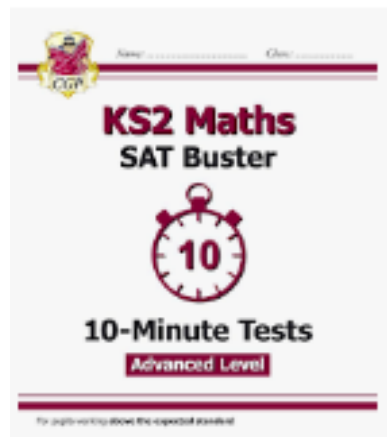 Name: ........................ Class: ....................
CGP
KS2 Maths
SAT Buster
10
10-Minute Tests
Advanced Level
For pupils working above the expected standard